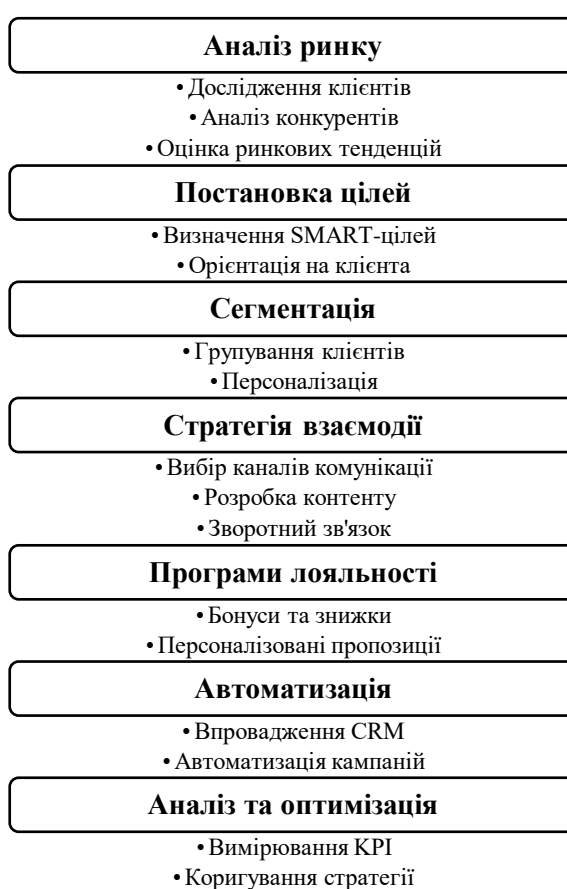 Аналіз ринку
• Дослідження клієнтів
• Аналіз конкурентів
• Оцінка ринкових тенденцій
Постановка цілей
• Визначення SMART-цілей
• Орієнтація на клієнта
Сегментація
• Групування клієнтів
• Персоналізація
Стратегія взаємодії
• Вибір каналів комунікації
• Розробка контенту
• Зворотний зв'язок
Програми лояльності
• Бонуси та знижки
• Персоналізовані пропозиції
Автоматизація
• Впровадження CRM
• Автоматизація кампаній
Аналіз та оптимізація
• Вимірювання KPI
• Коригування стратегії